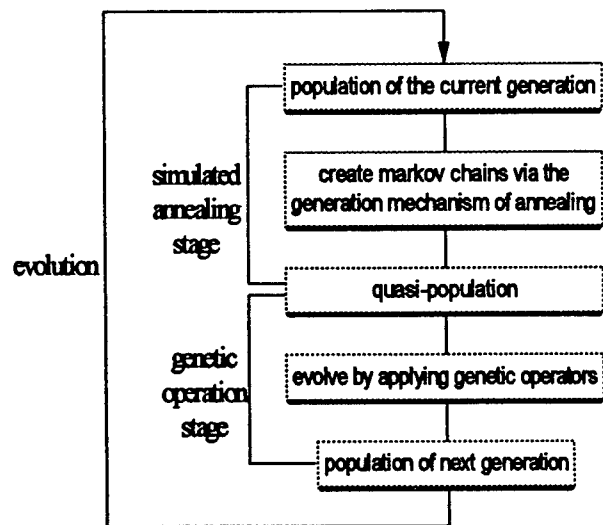 population of the current generation
simulated
annealing
stage
create markov chains via the
generation mechanism of annealing
evolution
quasi-population
genetic
operation
stage
evolve by applying genetic operators
population of next generation